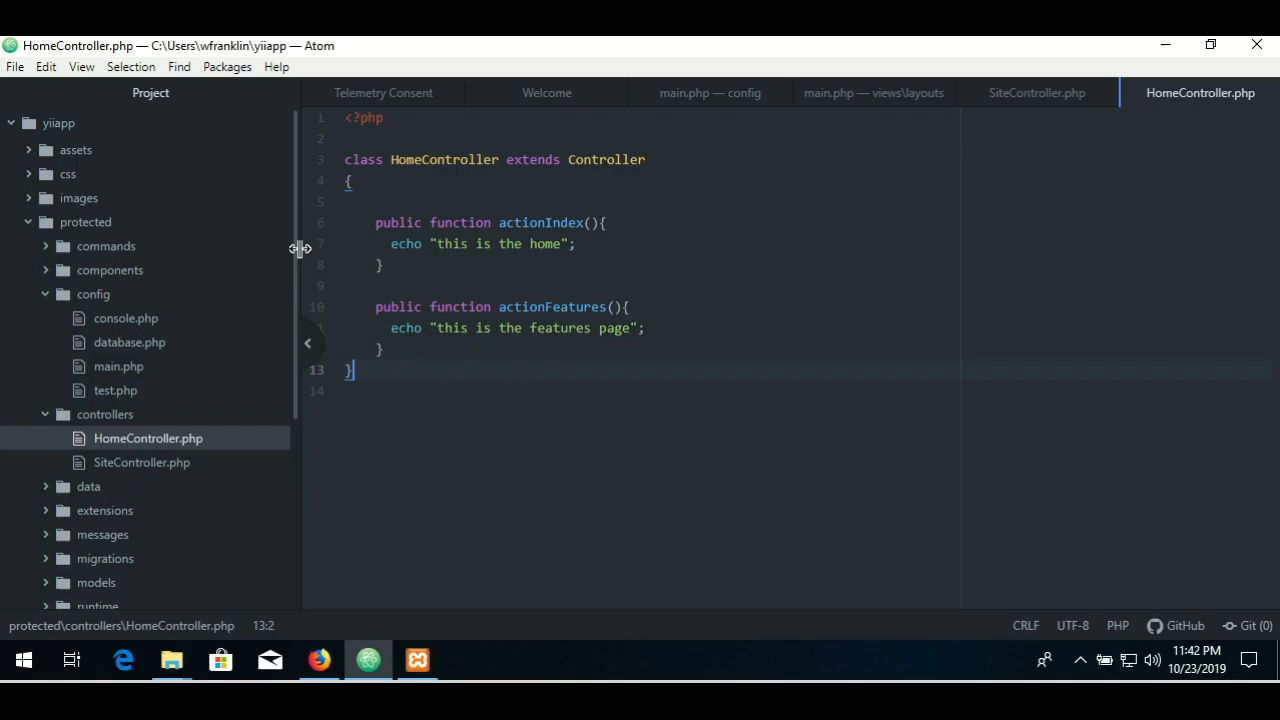 HomeController.php — C:\Users\wfranklin\yiiapp — Atom
File Edit View Selection Find Packages Help
Project
Telemetry Consent
Welcome
main.php — config
main.php — views\layouts
SiteController.php
HomeController.php
yiiapp
assets
css
images
protected
commands
components
config
console.php
database.php
main.php
test.php
controllers
HomeController.php
SiteController.php
data
extensions
messages
migrations
models
runtime
1 <?php
2
3 class HomeController extends Controller
4 {
5
6 public function actionIndex(){
7 echo "this is the home";
8 }
9
10 public function actionFeatures(){
echo "this is the features page";
}
13 }
14
protected\controllers\HomeController.php 13:2
CRLF UTF-8 PHP GitHub Git (0)
11:42 PM
10/23/2019